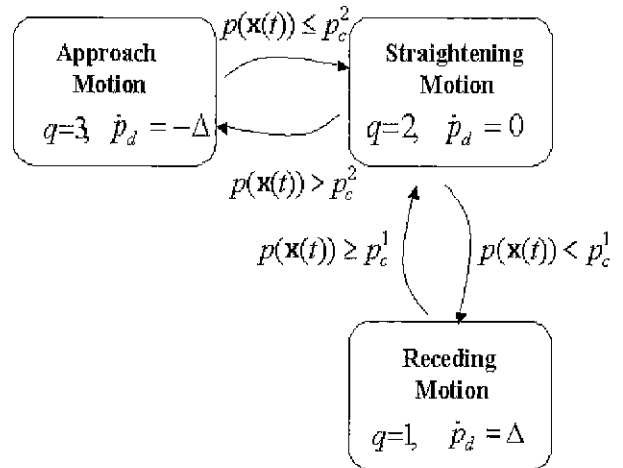 p(x(t)) ≤ p_c^2
Approach
Motion
q=3, ṗ_d = −Δ
Straightening
Motion
q=2, ṗ_d = 0
p(x(t)) > p_c^2
p(x(t)) ≥ p_c^1
p(x(t)) < p_c^1
Receding
Motion
q=1, ṗ_d = Δ